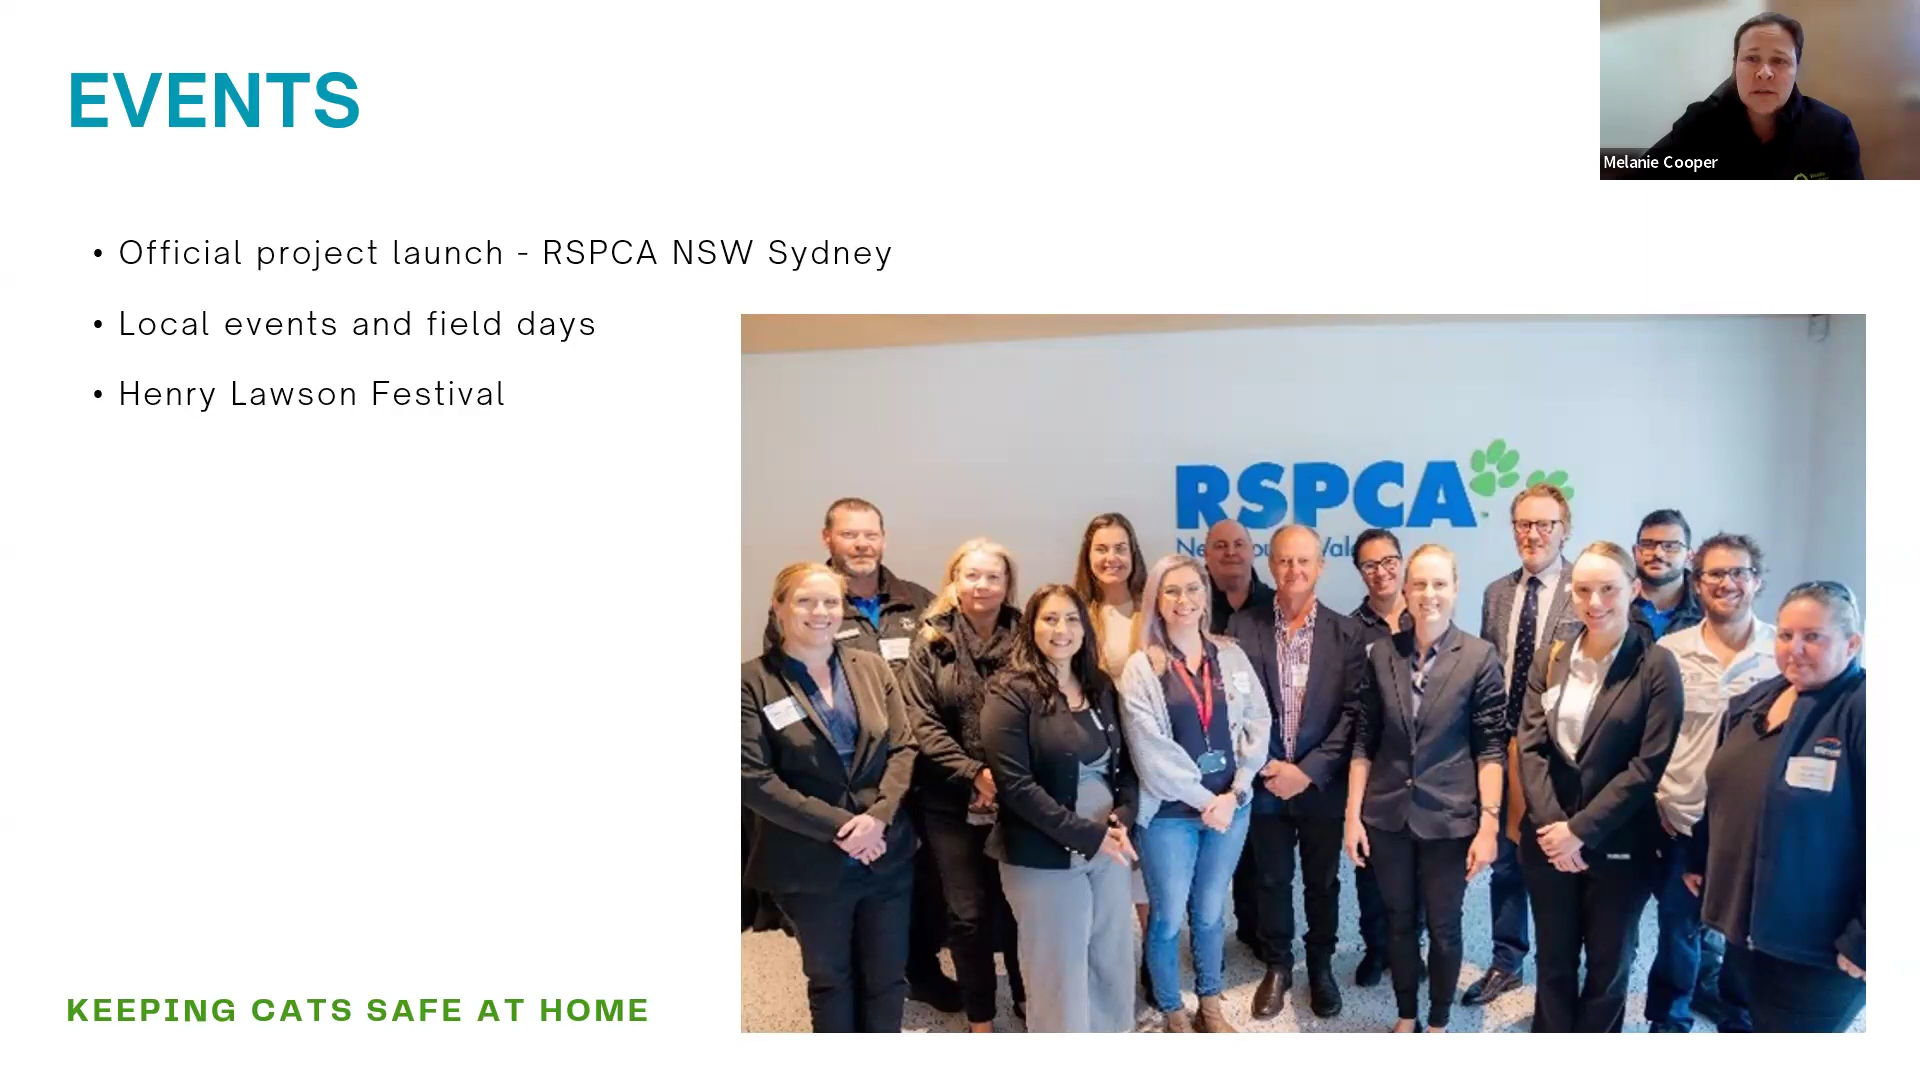 EVENTS
Melanie Cooper
• Official project launch - RSPCA NSW Sydney
• Local events and field days
• Henry Lawson Festival
RSPCA
KEEPING CATS SAFE AT HOME